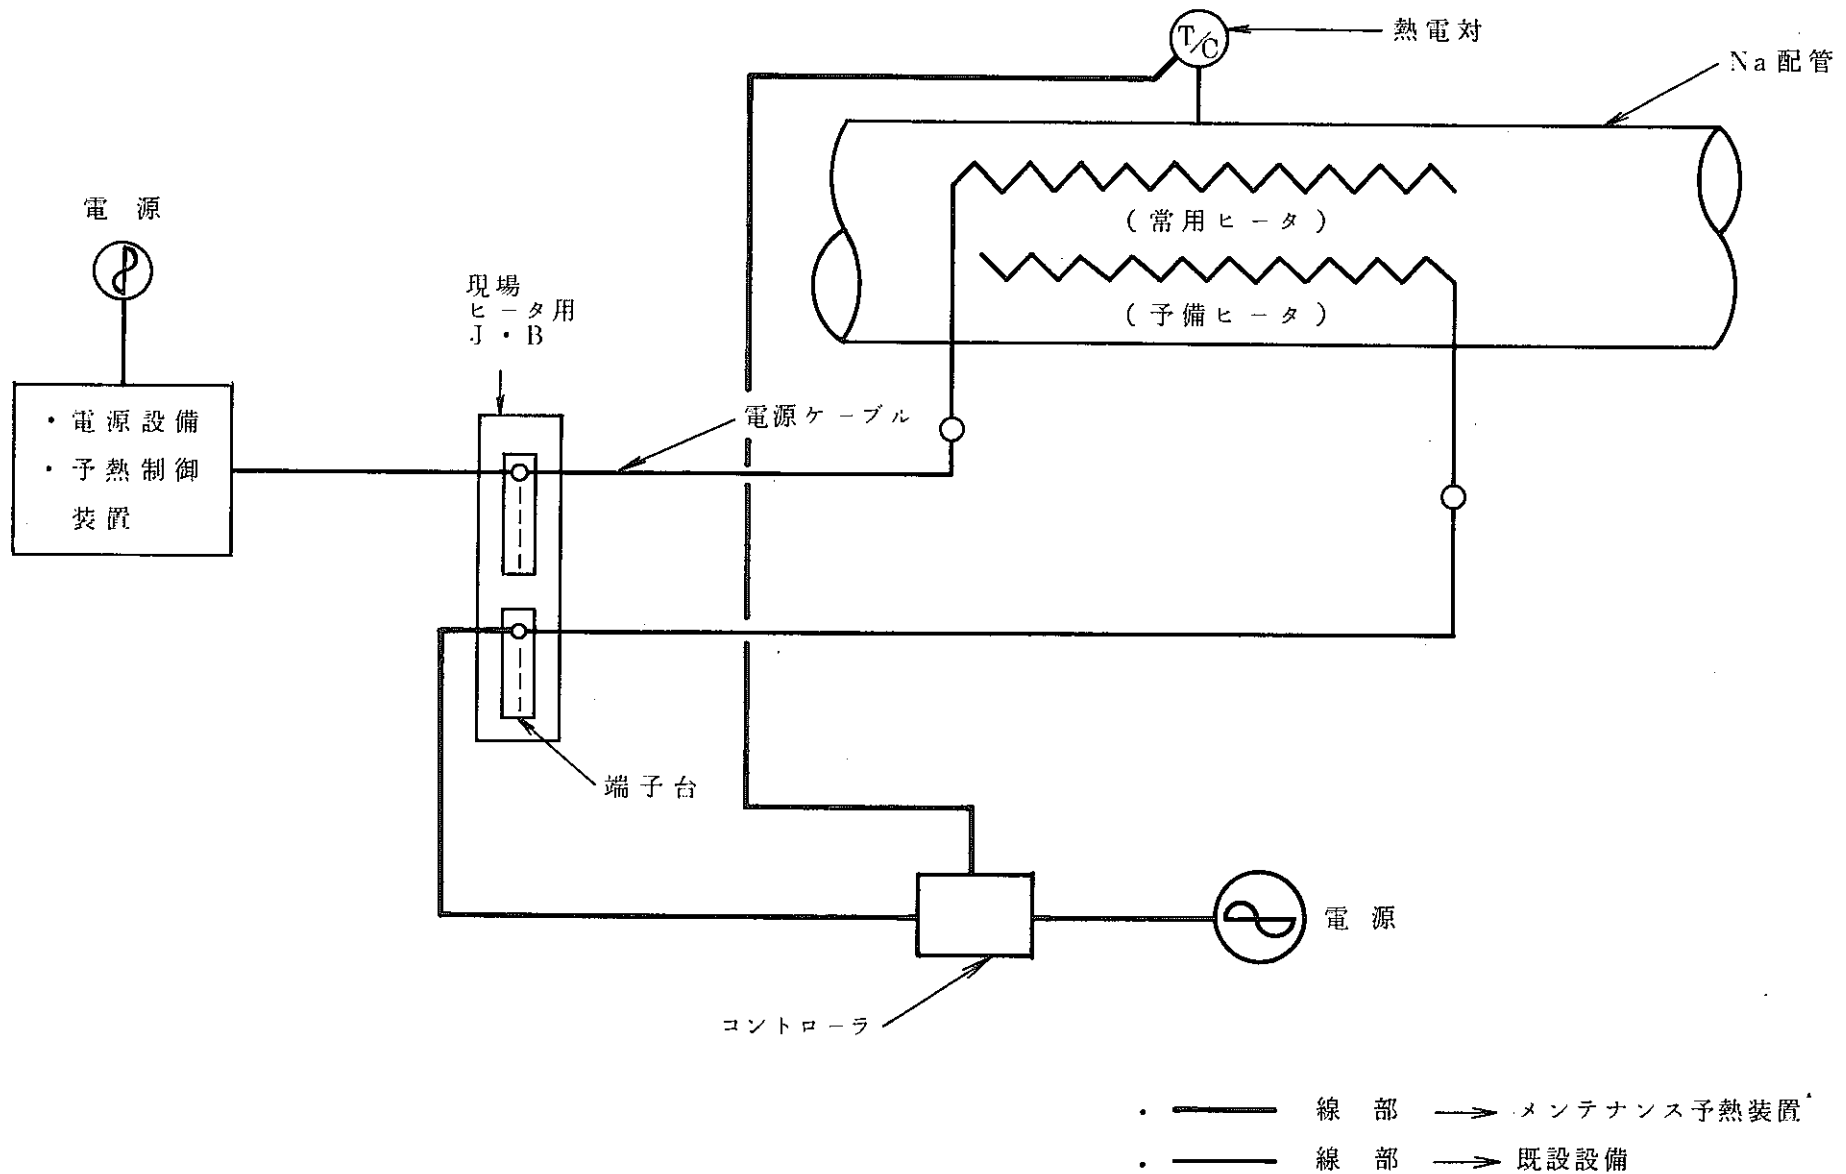 熱電対
Na配管
T/C
電源
(常用ヒータ)
(予備ヒータ)
現場
ヒータ用
J・B
・電源設備
・予熱制御
装置
電源ケーブル
端子台
電源
コントローラ
・ 線部 → メンテナンス予熱装置
・ 線部 → 既設設備